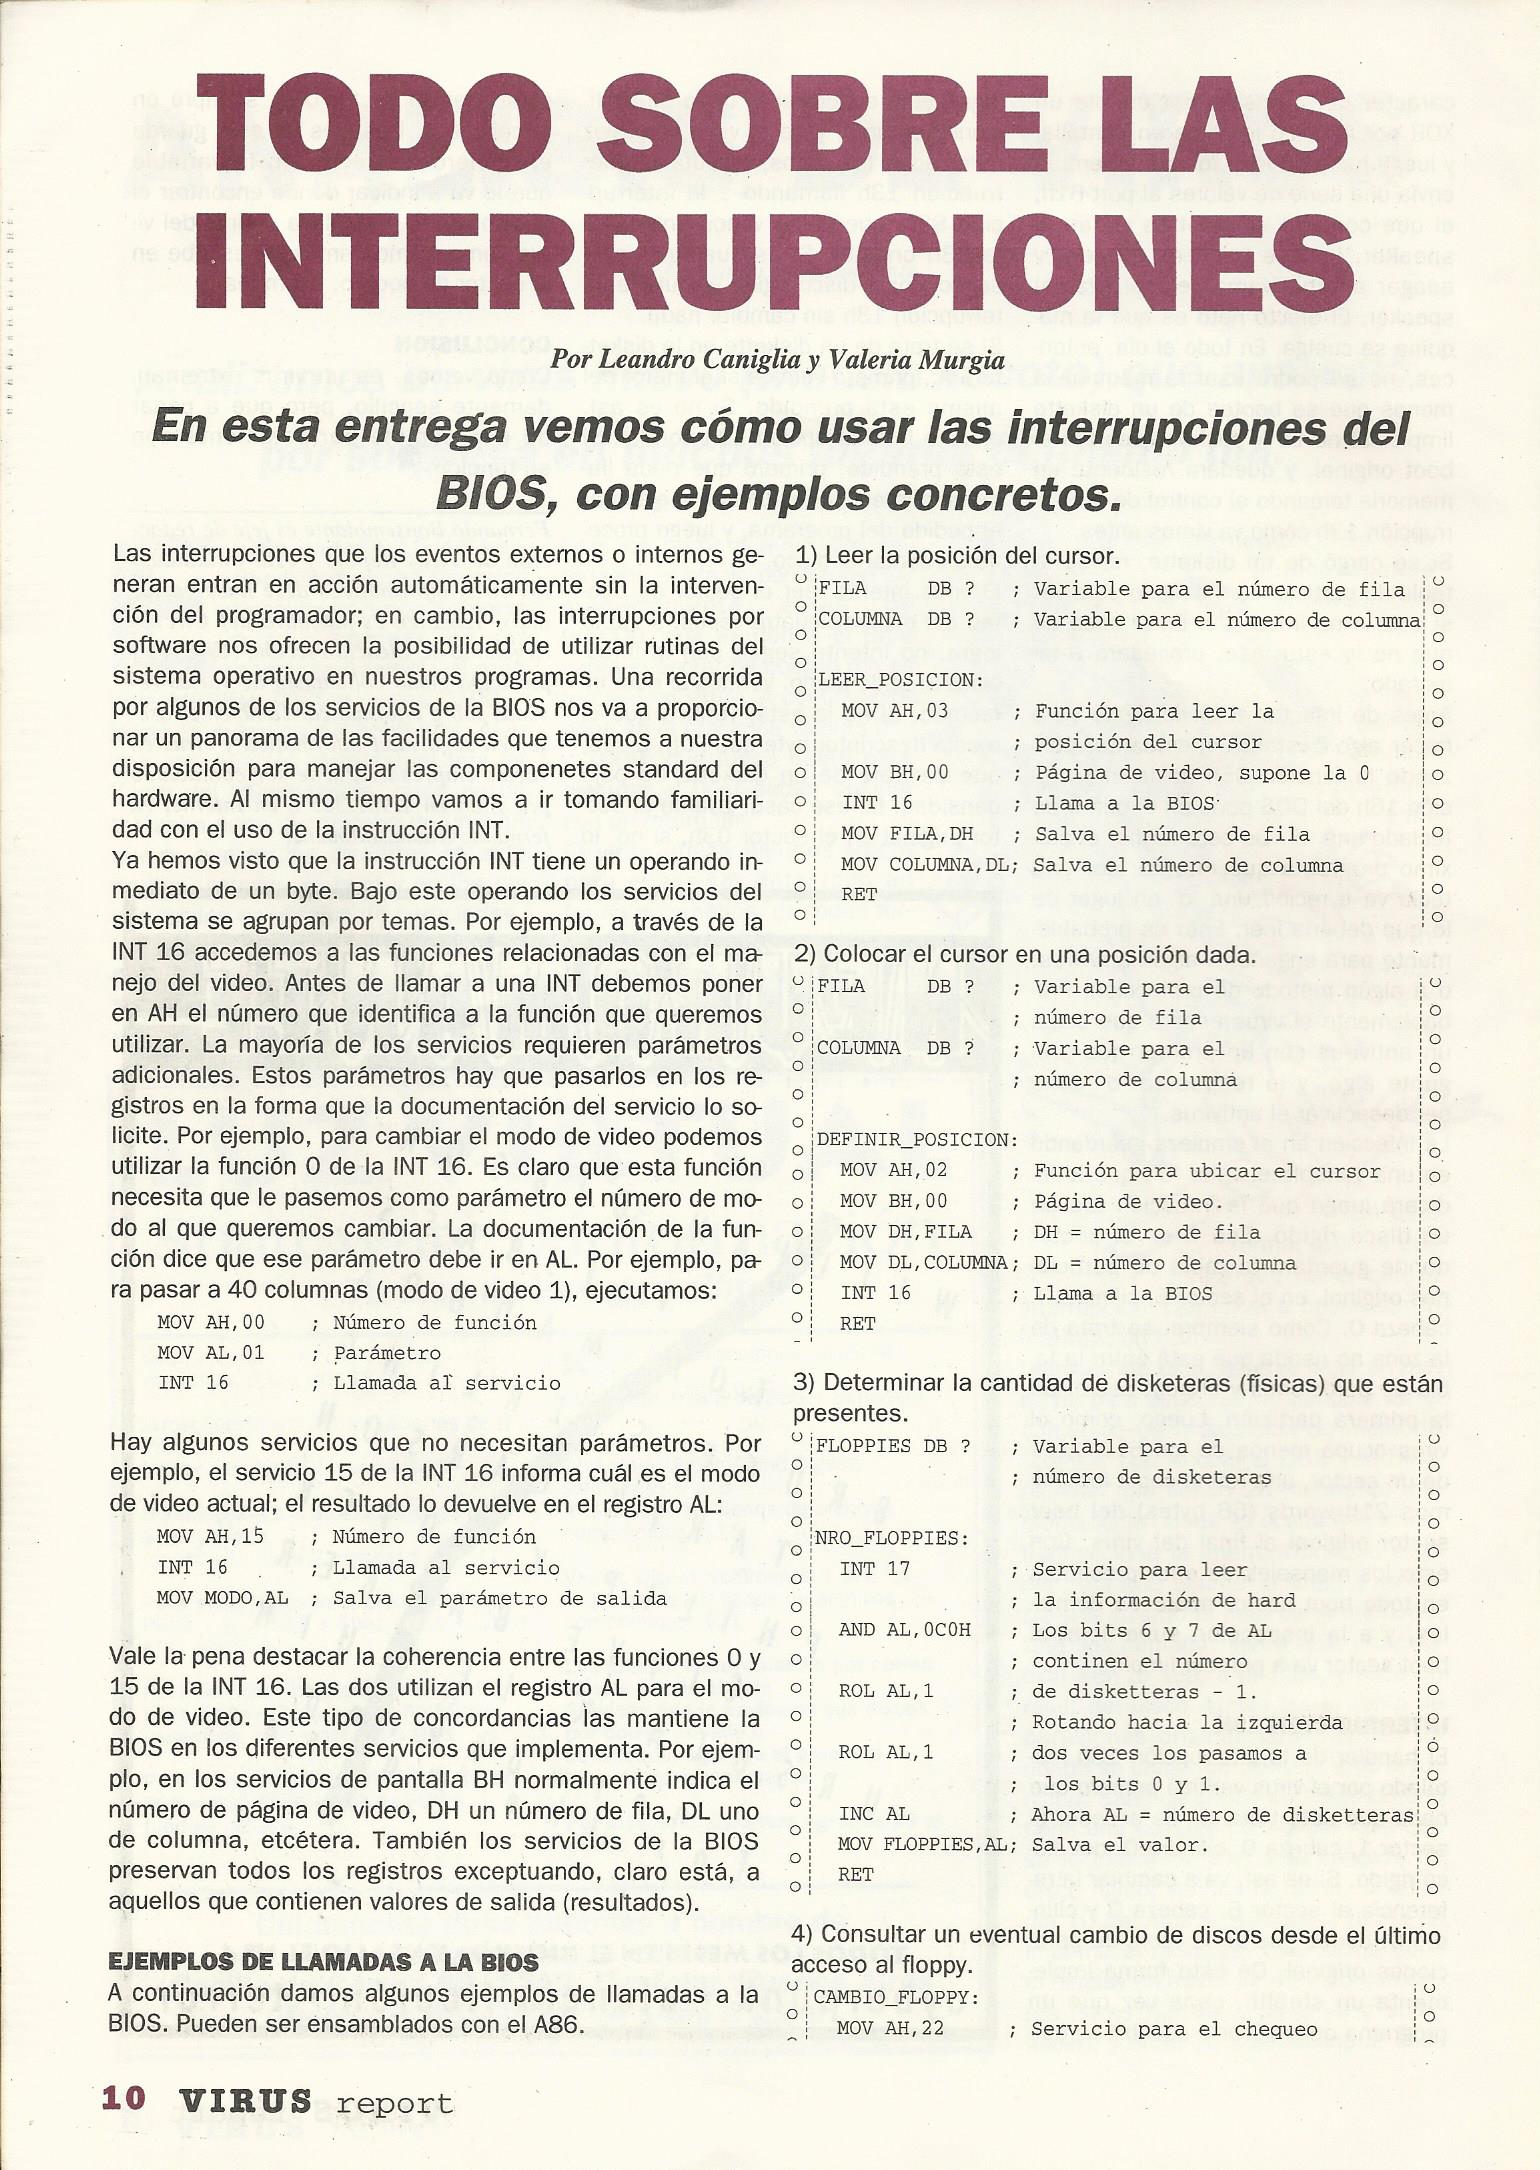 TODO SOBRE LAS
INTERRUPCIONES
Por Leandro Caniglia y Valeria Murgia
En esta entrega vemos cómo usar las interrupciones del
BIOS, con ejemplos concretos.
Las interrupciones que los eventos externos o internos ge-
neran entran en acción automáticamente sin la interven-
ción del programador; en cambio, las interrupciones por
software nos ofrecen la posibilidad de utilizar rutinas del
sistema operativo en nuestros programas. Una recorrida
por algunos de los servicios de la BIOS nos va a proporcio-
nar un panorama de las facilidades que tenemos a nuestra
disposición para manejar las componenetes standard del
hardware. Al mismo tiempo vamos a ir tomando familiari-
dad con el uso de la instrucción INT.
Ya hemos visto que la instrucción INT tiene un operando in-
mediato de un byte. Bajo este operando los servicios del
sistema se agrupan por temas. Por ejemplo, a través de la
INT 16 accedemos a las funciones relacionadas con el ma-
nejo del video. Antes de llamar a una INT debemos poner
en AH el número que identifica a la función que queremos
utilizar. La mayoría de los servicios requieren parámetros
adicionales. Estos parámetros hay que pasarlos en los re-
gistros en la forma que la documentación del servicio lo so-
licite. Por ejemplo, para cambiar el modo de video podemos
utilizar la función 0 de la INT 16. Es claro que esta función
necesita que le pasemos como parámetro el número de mo-
do al que queremos cambiar. La documentación de la fun-
ción dice que ese parámetro debe ir en AL. Por ejemplo, pa-
ra pasar a 40 columnas (modo de video 1), ejecutamos:
MOV AH,00 ; Número de función
MOV AL,01 ; Parámetro
INT 16 ; Llamada al servicio
Hay algunos servicios que no necesitan parámetros. Por
ejemplo, el servicio 15 de la INT 16 informa cuál es el modo
de video actual; el resultado lo devuelve en el registro AL:
MOV AH,15 ; Número de función
INT 16 ; Llamada al servicio
MOV MODO,AL ; Salva el parámetro de salida
Vale la pena destacar la coherencia entre las funciones 0 y
15 de la INT 16. Las dos utilizan el registro AL para el mo-
do de video. Este tipo de concordancias las mantiene la
BIOS en los diferentes servicios que implementa. Por ejem-
plo, en los servicios de pantalla BH normalmente indica el
número de página de video, DH un número de fila, DL uno
de columna, etcétera. También los servicios de la BIOS
preservan todos los registros exceptuando, claro está, a
aquellos que contienen valores de salida (resultados).
EJEMPLOS DE LLAMADAS A LA BIOS
A continuación damos algunos ejemplos de llamadas a la
BIOS. Pueden ser ensamblados con el A86.
1) Leer la posición del cursor.
FILA DB ? ; Variable para el número de fila
COLUMNA DB ? ; Variable para el número de columna
LEER_POSICION:
MOV AH,03 ; Función para leer la
; posición del cursor
MOV BH,00 ; Página de video, supone la 0
INT 16 ; Llama a la BIOS
MOV FILA,DH ; Salva el número de fila
MOV COLUMNA,DL; Salva el número de columna
RET
2) Colocar el cursor en una posición dada.
FILA DB ? ; Variable para el
; número de fila
COLUMNA DB ? ; Variable para el
; número de columna
DEFINIR_POSICION:
MOV AH,02 ; Función para ubicar el cursor
MOV BH,00 ; Página de video.
MOV DH,FILA ; DH = número de fila
MOV DL,COLUMNA; DL = número de columna
INT 16 ; Llama a la BIOS
RET
3) Determinar la cantidad de disketeras (físicas) que están
presentes.
FLOPPIES DB ? ; Variable para el
; número de disketeras
NRO_FLOPPIES:
INT 17 ; Servicio para leer
; la información de hard
AND AL,0C0H ; Los bits 6 y 7 de AL
; continen el número
ROL AL,1 ; de disketteras - 1.
; Rotando hacia la izquierda
ROL AL,1 ; dos veces los pasamos a
; los bits 0 y 1.
INC AL ; Ahora AL = número de disketteras
MOV FLOPPIES,AL; Salva el valor.
RET
4) Consultar un eventual cambio de discos desde el último
acceso al floppy.
CAMBIO_FLOPPY:
MOV AH,22 ; Servicio para el chequeo
10 VIRUS report